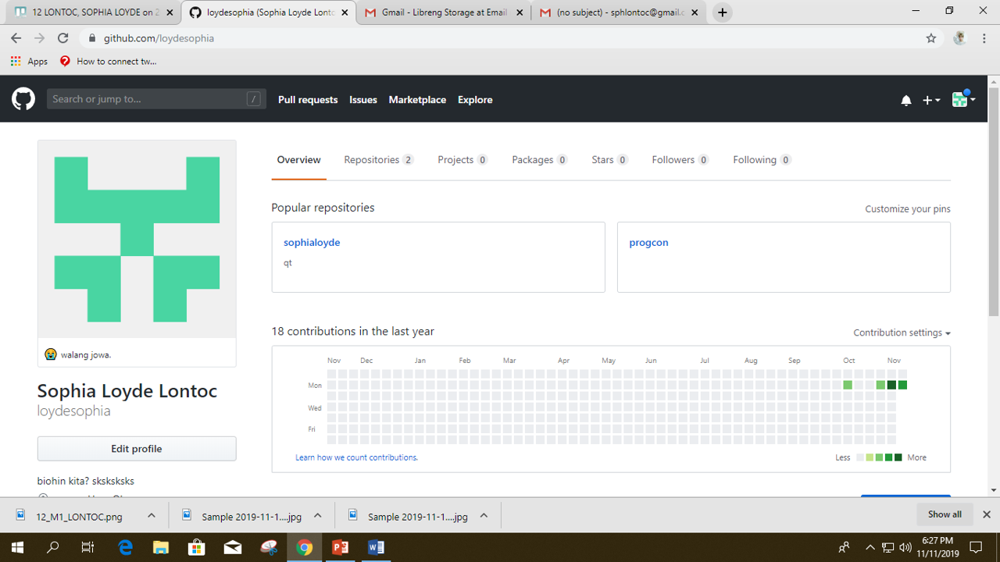 12 LONTOC, SOPHIA LOYDE on 2
loydesophia (Sophia Loyde Lontc
Gmail - Libreng Storage at Email
(no subject) - sphlontoc@gmail.c
github.com/loydesophia
Apps
How to connect tw...
Search or jump to...
/
Pull requests
Issues
Marketplace
Explore
Overview
Repositories 2
Projects 0
Packages 0
Stars 0
Followers 0
Following 0
Popular repositories
Customize your pins
sophialoyde
qt
progcon
walang jowa.
Sophia Loyde Lontoc
loydesophia
Edit profile
biohin kita? sksksksks
18 contributions in the last year
Contribution settings
Nov Dec Jan Feb Mar Apr May Jun Jul Aug Sep Oct Nov
Mon
Wed
Fri
Learn how we count contributions.
Less
More
12_M1_LONTOC.png
Sample 2019-11-1....jpg
Sample 2019-11-1....jpg
Show all
6:27 PM
11/11/2019